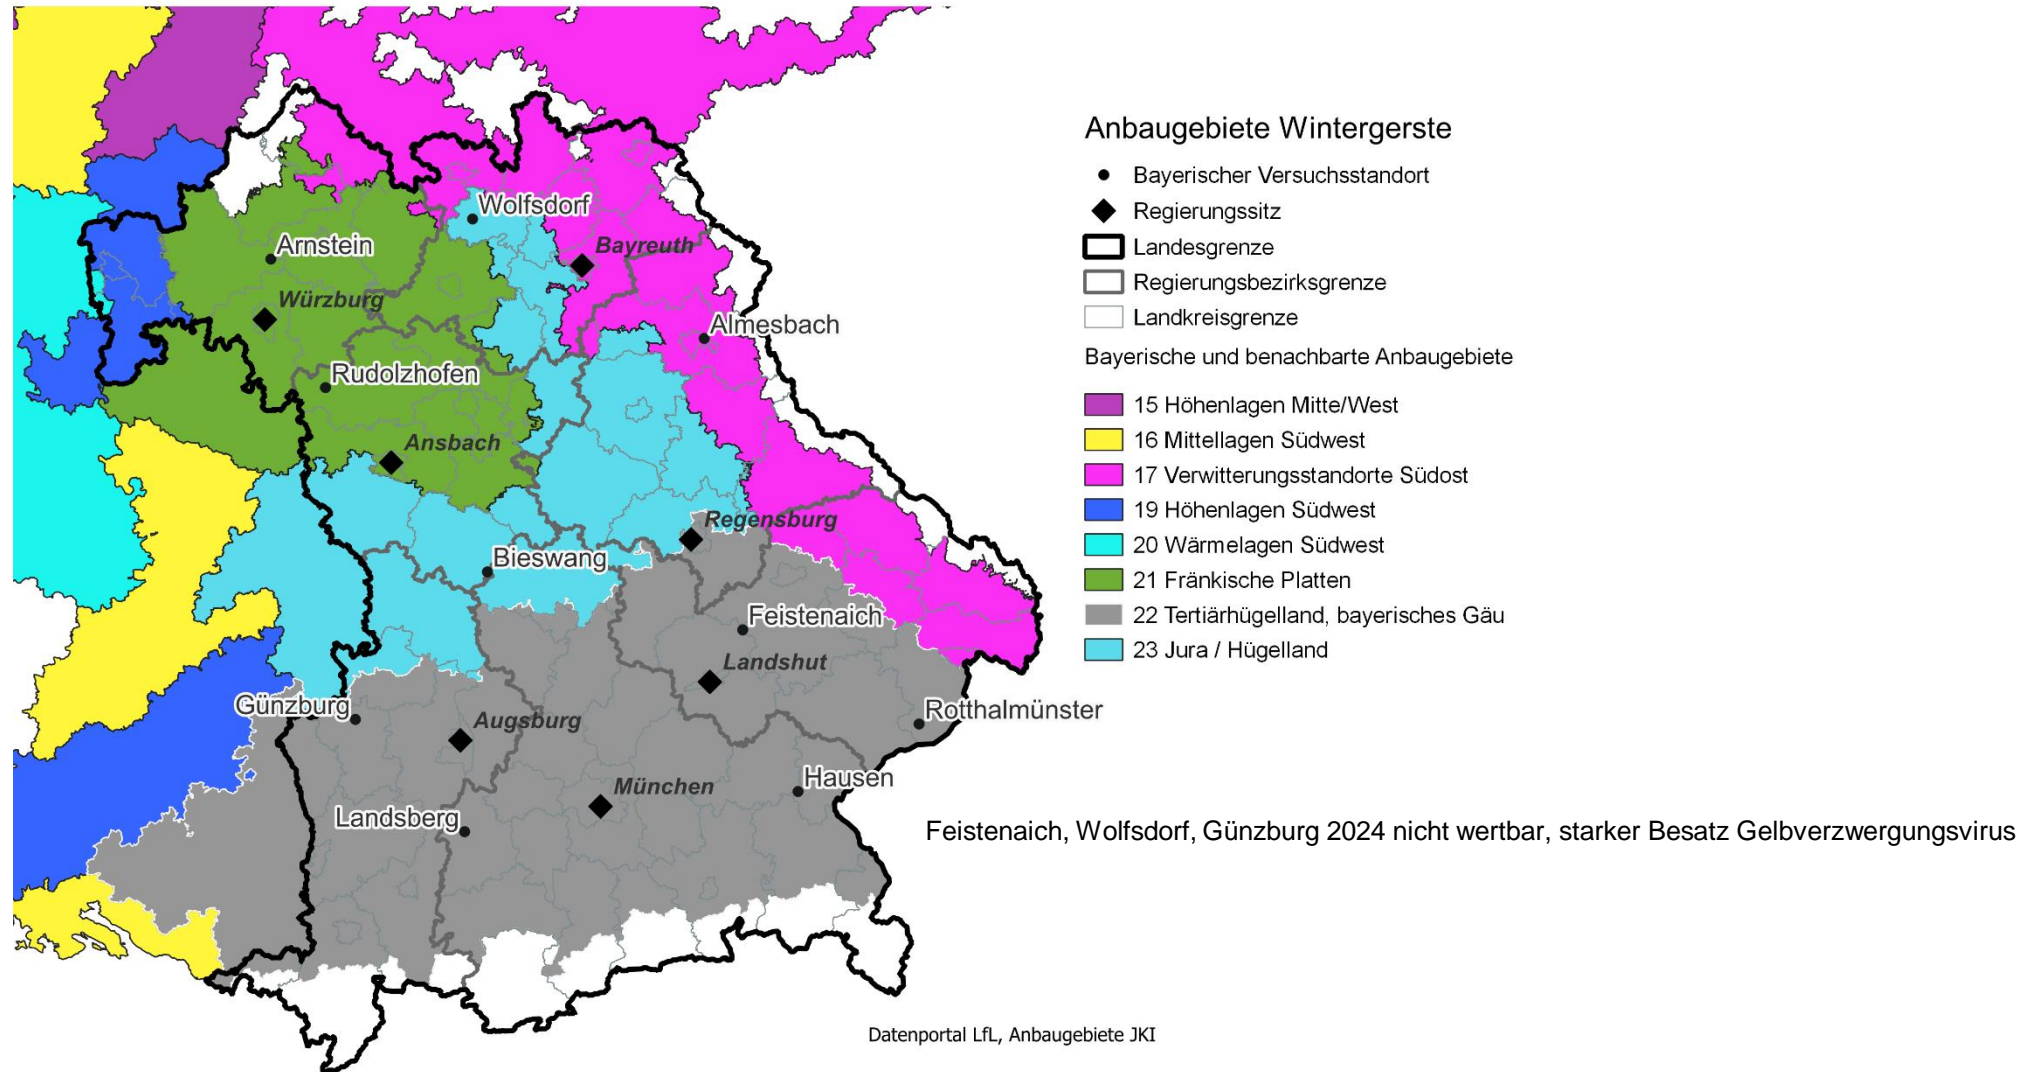 Wolfsdorf
Arnstein
Bayreuth
Würzburg
Almesbach
Rudolzhofen
Ansbach
Regensburg
Bieswang
Feistenaich
Landshut
Günzburg
Augsburg
Rotthalmünster
München
Hausen
Landsberg
Anbaugebiete Wintergerste
Bayerischer Versuchsstandort
Regierungssitz
Landesgrenze
Regierungsbezirksgrenze
Landkreisgrenze
Bayerische und benachbarte Anbaugebiete
15 Höhenlagen Mitte/West
16 Mittellagen Südwest
17 Verwitterungsstandorte Südost
19 Höhenlagen Südwest
20 Wärmelagen Südwest
21 Fränkische Platten
22 Tertiärhügelland, bayerisches Gäu
23 Jura / Hügelland
Feistenaich, Wolfsdorf, Günzburg 2024 nicht wertbar, starker Besatz Gelbverzwergungsvirus
Datenportal LfL, Anbaugebiete JKI